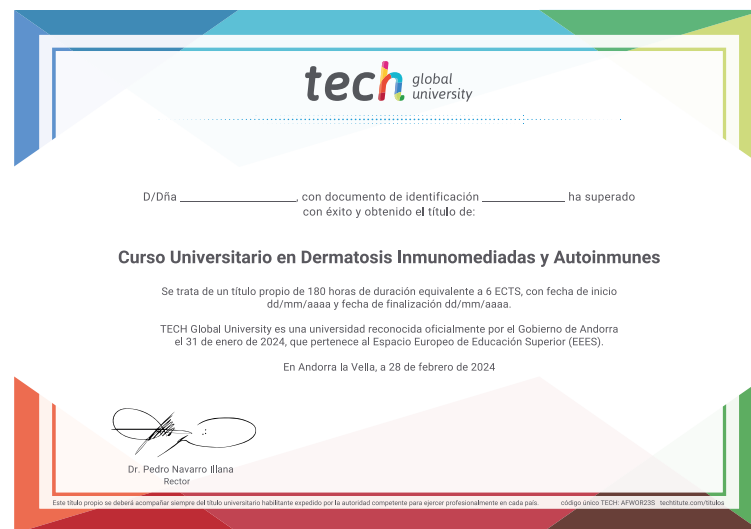 tech global university
D/Dña ____________________, con documento de identificación ______________ ha superado
con éxito y obtenido el título de:
Curso Universitario en Dermatosis Inmunomediadas y Autoinmunes
Se trata de un título propio de 180 horas de duración equivalente a 6 ECTS, con fecha de inicio
dd/mm/aaaa y fecha de finalización dd/mm/aaaa.
TECH Global University es una universidad reconocida oficialmente por el Gobierno de Andorra
el 31 de enero de 2024, que pertenece al Espacio Europeo de Educación Superior (EEES).
En Andorra la Vella, a 28 de febrero de 2024
Dr. Pedro Navarro Illana
Rector
Este título propio se deberá acompañar siempre del título universitario habilitante expedido por la autoridad competente para ejercer profesionalmente en cada país. código único TECH: AFWOR23S techtitute.com/titulos